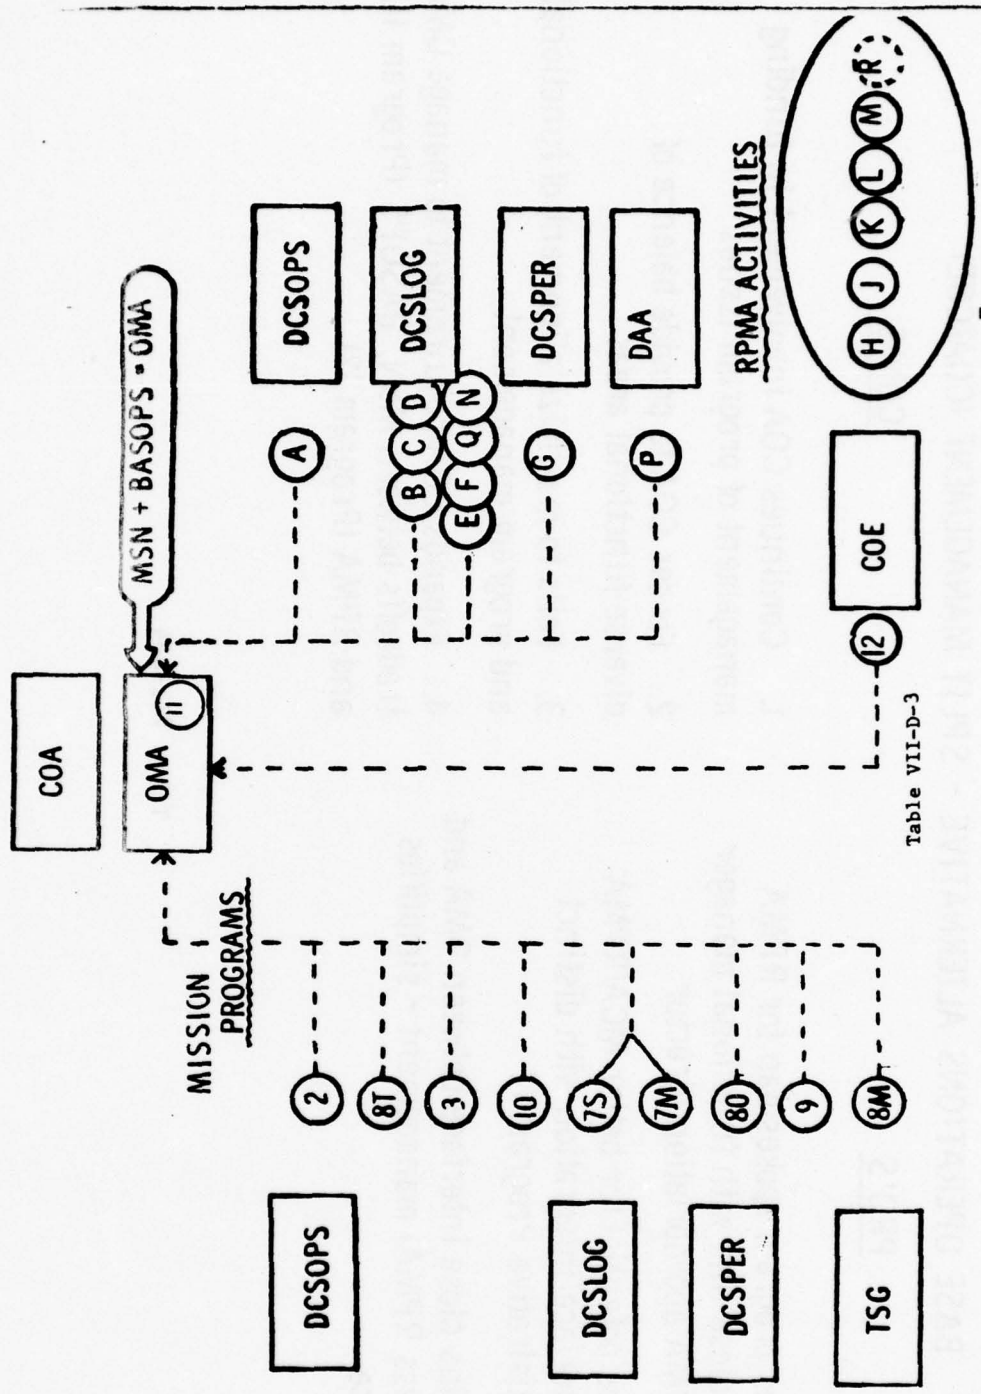 COA
OMA
11
MSN + BASOPS = OMA
MISSION
PROGRAMS
DCSOPS
2
8T
3
10
DCSLOG
7S
7M
DCSPER
80
9
TSG
8M
A
DCSOPS
B C D
E F Q N
DCSLOG
G
DCSPER
P
DAA
RPMA ACTIVITIES
12
COE
H J K L M R
Table VII-D-3